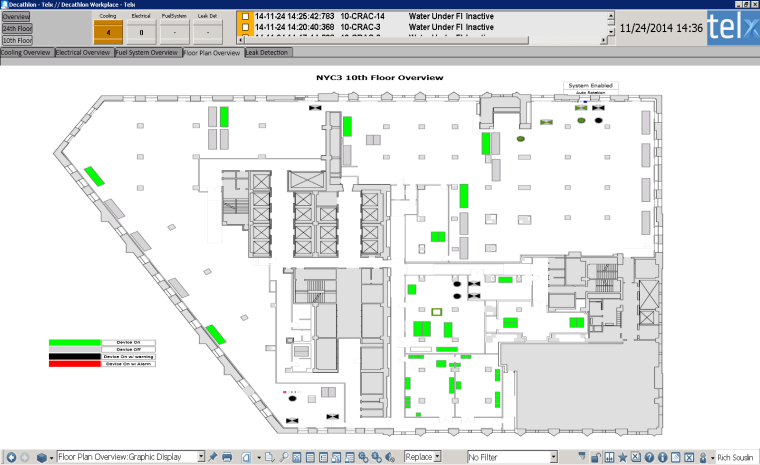 Decathlon - Telx // Decathlon Workplace - Telx
Overview
24th Floor
10th Floor
Cooling
Electrical
FuelSystem
Leak Det
4
0
-
-
14-11-24 14:25:42:783 10-CRAC-14 Water Under Fl Inactive
14-11-24 14:20:40:368 10-CRAC-3 Water Under Fl Inactive
11/24/2014 14:36
telx
Cooling Overview
Electrical Overview
Fuel System Overview
Floor Plan Overview
Leak Detection
NYC3 10th Floor Overview
System Enabled
Auto Rotation
Device On
Device Off
Device On w/ warning
Device On w/ Alarm
Floor Plan Overview:Graphic Display
Replace
No Filter
Rich Souslin